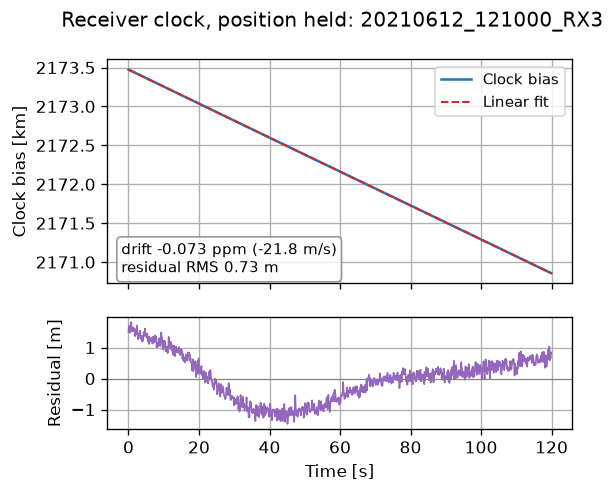 Receiver clock, position held: 20210612_121000_RX3
Clock bias [km]
2173.5
2173.0
2172.5
2172.0
2171.5
2171.0
Clock bias
Linear fit
drift -0.073 ppm (-21.8 m/s)
residual RMS 0.73 m
Residual [m]
1
0
−1
0
20
40
60
80
100
120
Time [s]